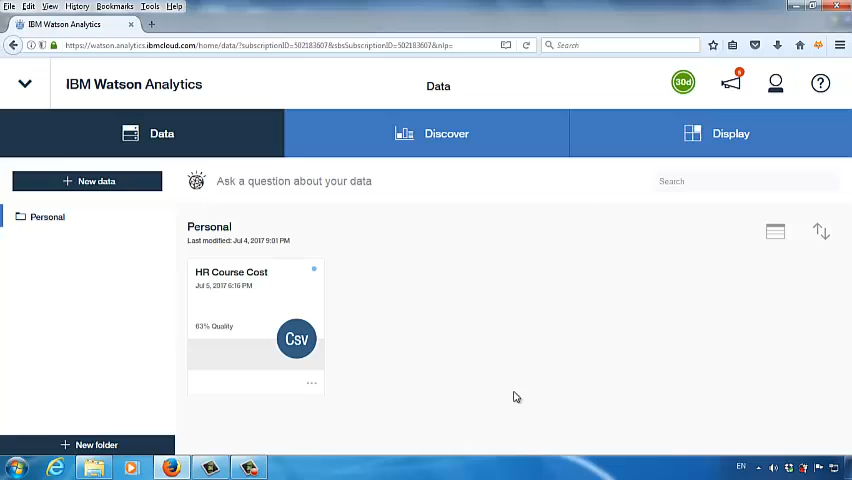 File Edit View History Bookmarks Tools Help
IBM Watson Analytics
https://watson.analytics.ibmcloud.com/home/data/?subscriptionID=502183607&sbsSubscriptionID=502183607&nlp=
Search
IBM Watson Analytics
Data
30d
6
?
Data
Discover
Display
+ New data
Ask a question about your data
Search
Personal
Personal
Last modified: Jul 4, 2017 9:01 PM
HR Course Cost
Jul 5, 2017 6:16 PM
63% Quality
Csv
...
+ New folder
EN